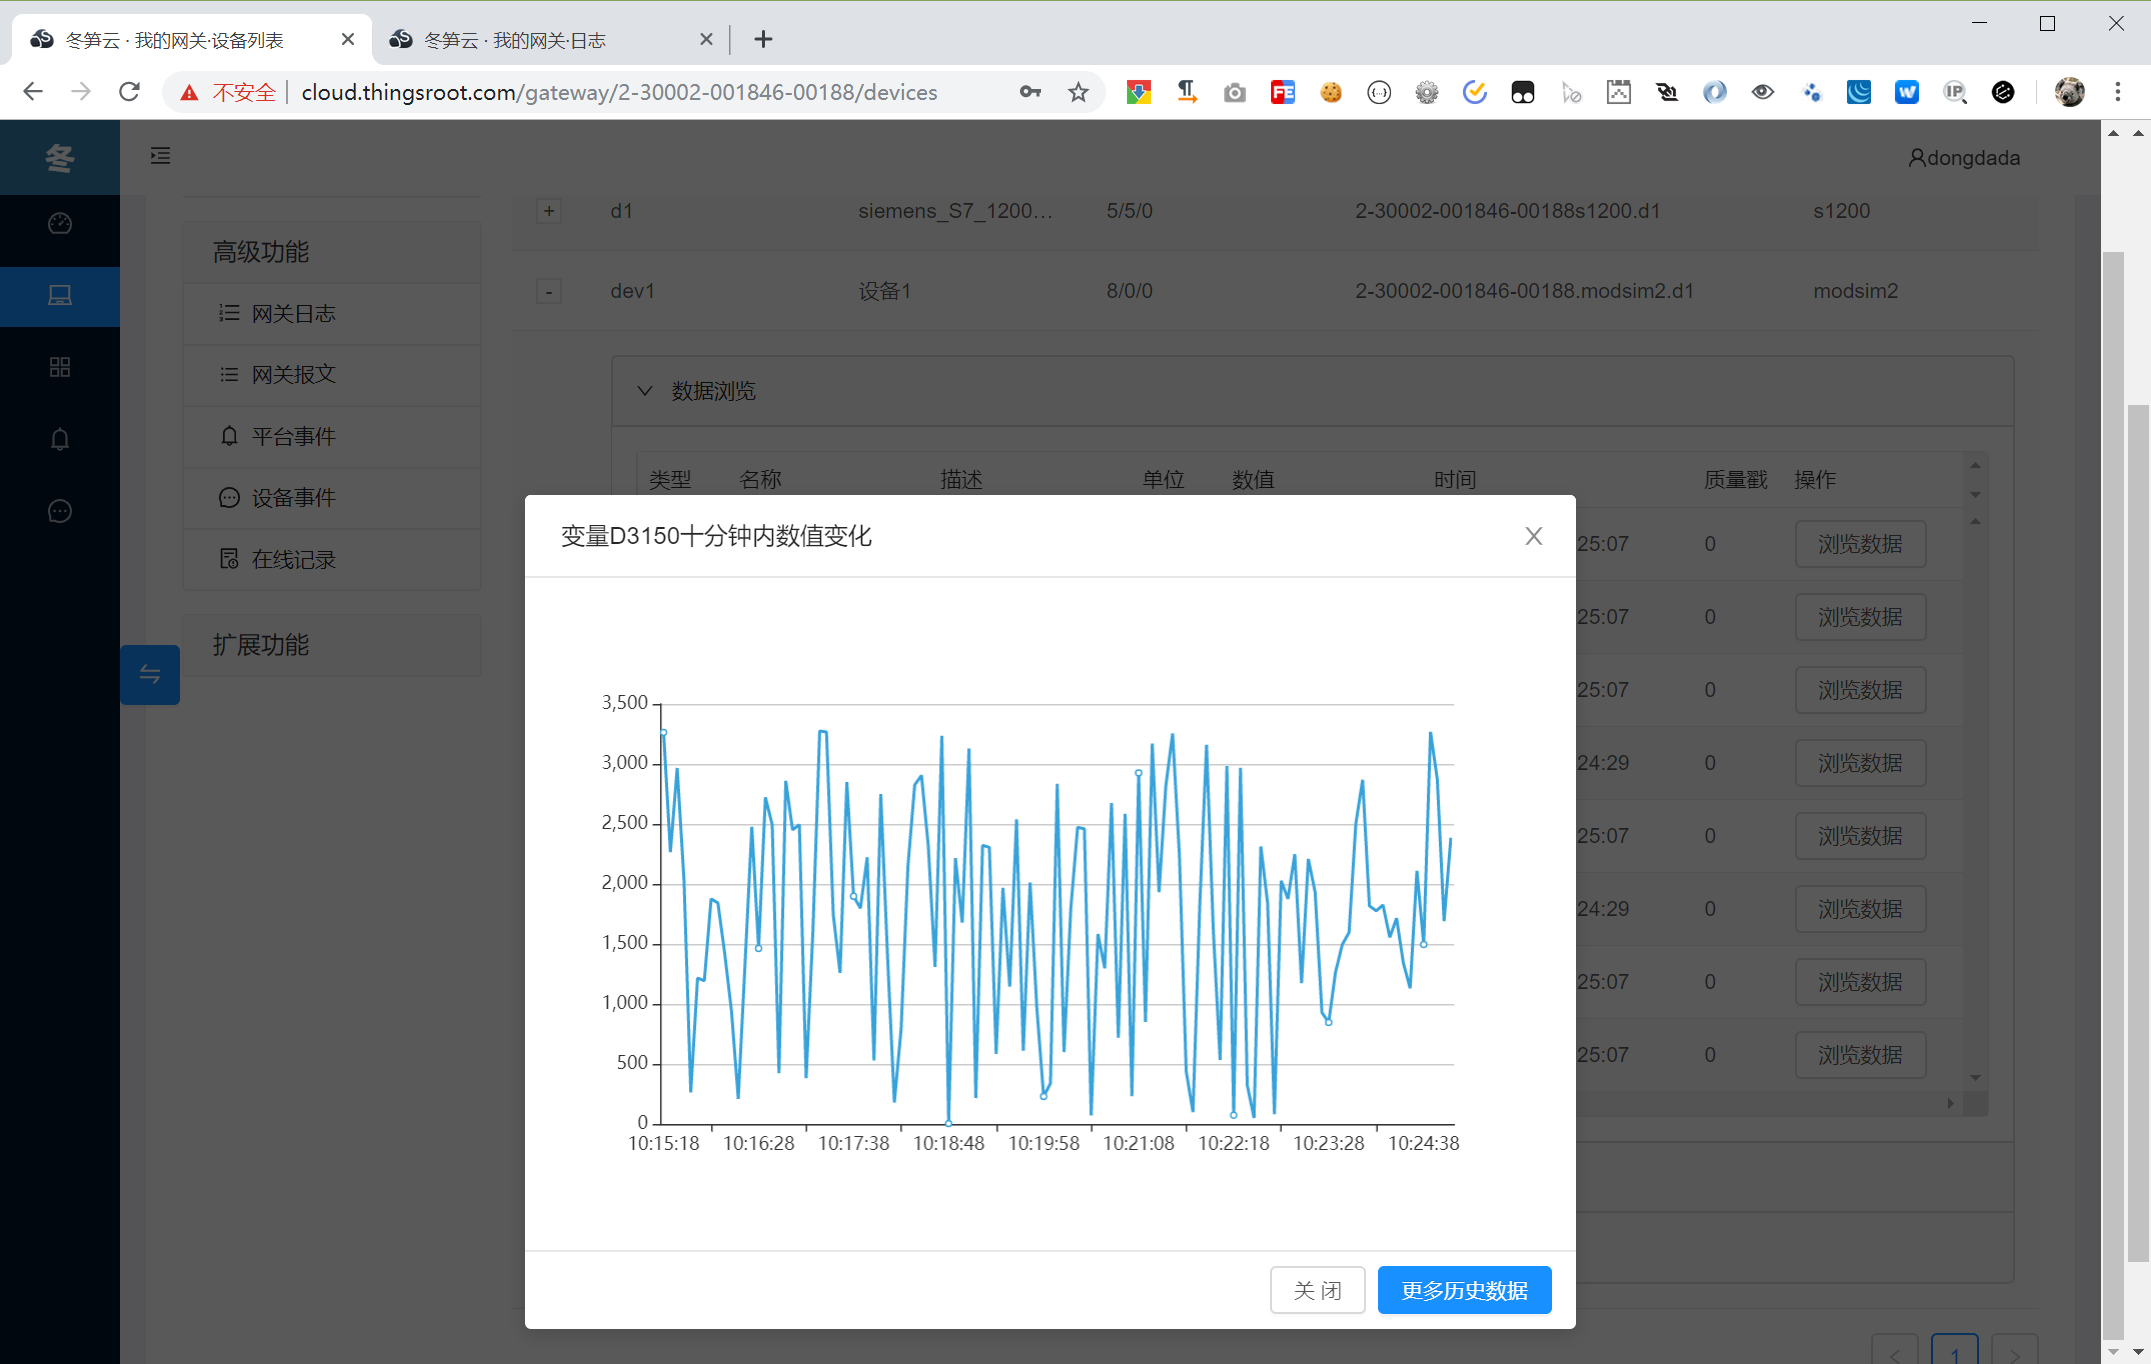 冬笋云 · 我的网关·设备列表
冬笋云 · 我的网关·日志
不安全
cloud.thingsroot.com/gateway/2-30002-001846-00188/devices
冬
dongdada
+ d1 siemens_S7_1200... 5/5/0 2-30002-001846-00188s1200.d1 s1200
- dev1 设备1 8/0/0 2-30002-001846-00188.modsim2.d1 modsim2
高级功能
网关日志
网关报文
平台事件
设备事件
在线记录
扩展功能
数据浏览
类型 名称 描述 单位 数值 时间 质量戳 操作
25:07 0 浏览数据
25:07 0 浏览数据
25:07 0 浏览数据
24:29 0 浏览数据
25:07 0 浏览数据
24:29 0 浏览数据
25:07 0 浏览数据
25:07 0 浏览数据
变量D3150十分钟内数值变化
3,500
3,000
2,500
2,000
1,500
1,000
500
0
10:15:18 10:16:28 10:17:38 10:18:48 10:19:58 10:21:08 10:22:18 10:23:28 10:24:38
关 闭
更多历史数据
1